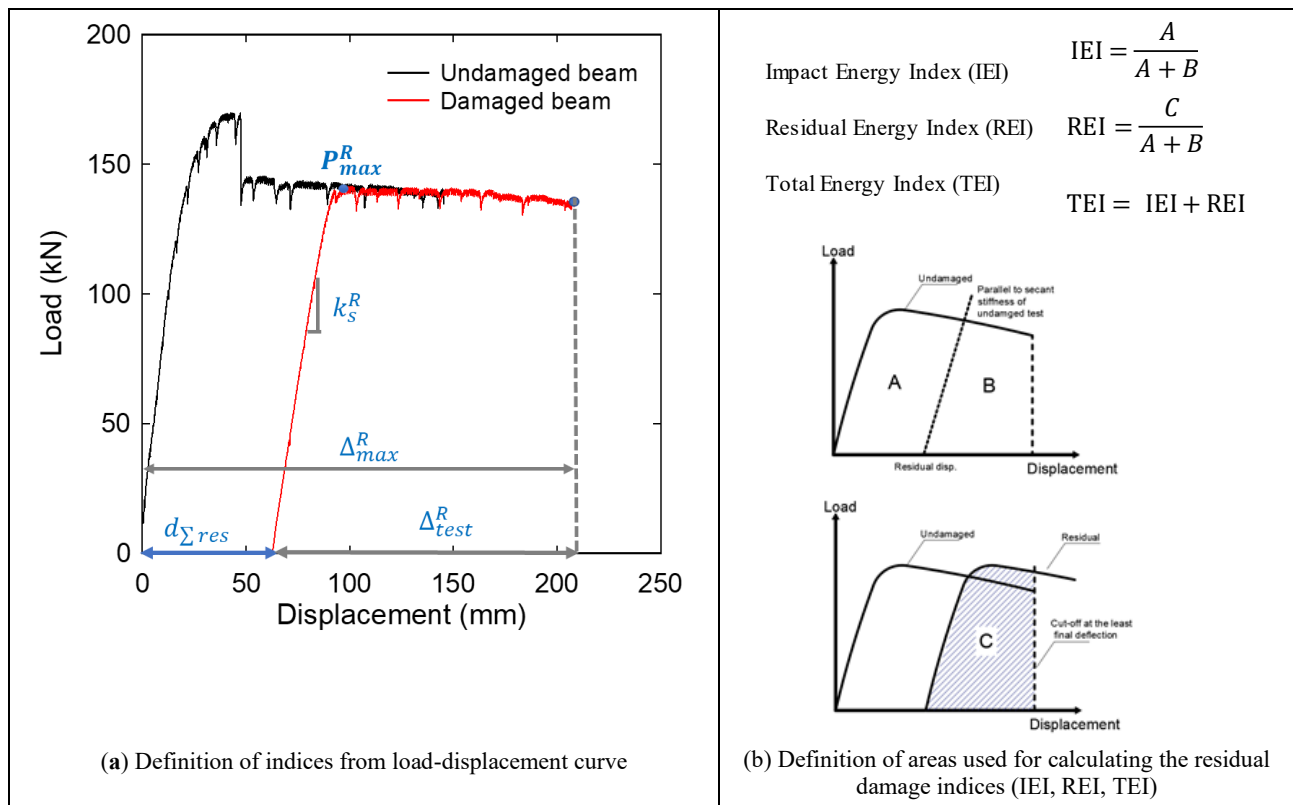 200
150
100
50
0
Load (kN)
Undamaged beam
Damaged beam
P^R_max
k_s^R
Δ^R_max
d_∑ res
Δ^R_test
0 50 100 150 200 250
Displacement (mm)
(a) Definition of indices from load-displacement curve
Impact Energy Index (IEI) IEI = A / A + B
Residual Energy Index (REI) REI = C / A + B
Total Energy Index (TEI) TEI = IEI + REI
Load
Undamaged
Parallel to secant
stiffness of
undamged test
A
B
Residual disp.
Displacement
Load
Undamaged
Residual
C
Cut-off at the least
final deflection
Displacement
(b) Definition of areas used for calculating the residual
damage indices (IEI, REI, TEI)